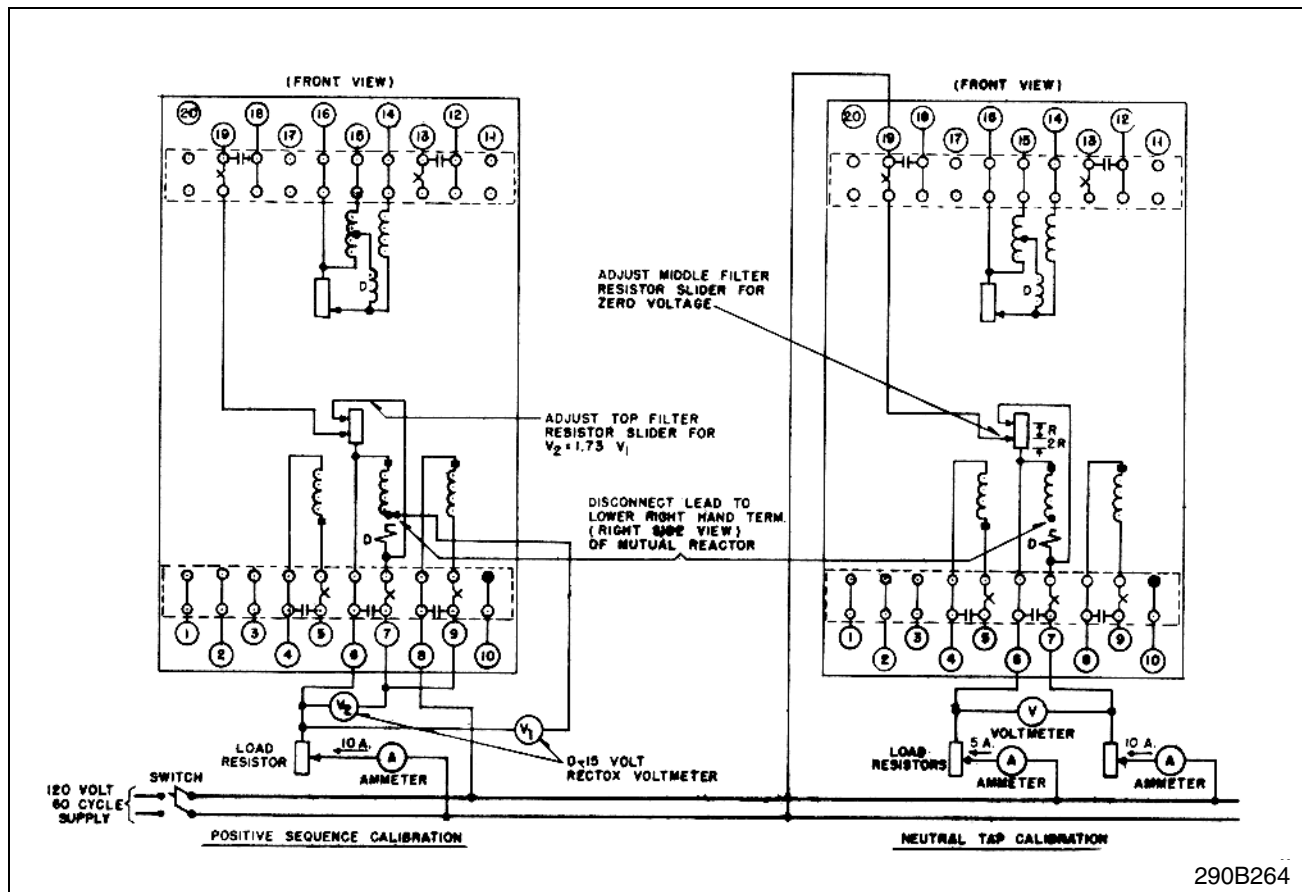 (FRONT VIEW)
20 19 18 17 16 15 14 13 12 11
D
ADJUST TOP FILTER
RESISTOR SLIDER FOR
V2 = 1.73 V1
D
1 2 3 4 5 6 7 8 9 10
V2
V1
LOAD
RESISTOR
10 A.
A
AMMETER
0-15 VOLT
RECTOX VOLTMETER
SWITCH
120 VOLT
60 CYCLE
SUPPLY
POSITIVE SEQUENCE CALIBRATION
ADJUST MIDDLE FILTER
RESISTOR SLIDER FOR
ZERO VOLTAGE
DISCONNECT LEAD TO
LOWER RIGHT HAND TERM.
(RIGHT SIDE VIEW)
OF MUTUAL REACTOR
(FRONT VIEW)
20 19 18 17 16 15 14 13 12 11
D
R
2R
D
1 2 3 4 5 6 7 8 9 10
V
VOLTMETER
LOAD
RESISTORS
5 A.
A
AMMETER
10 A.
A
AMMETER
NEUTRAL TAP CALIBRATION
290B264